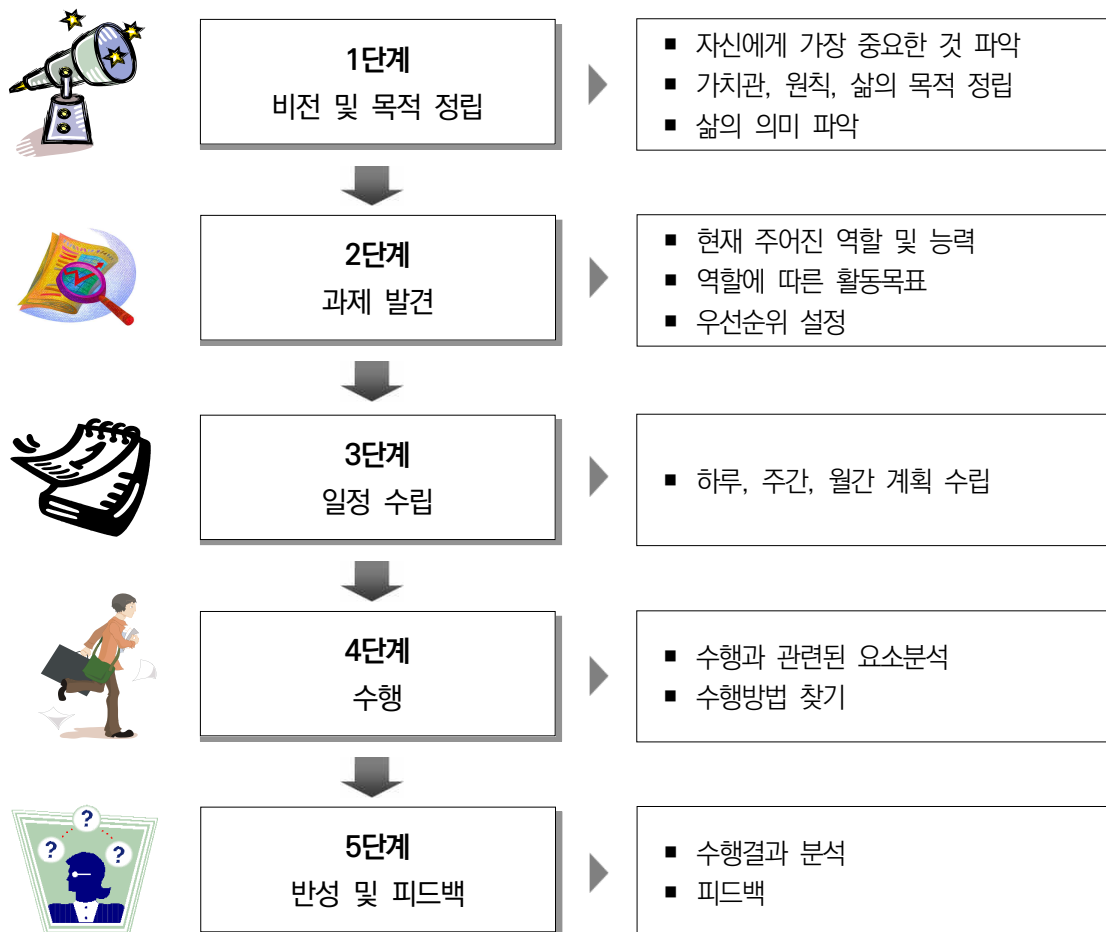 1단계
비전 및 목적 정립
■ 자신에게 가장 중요한 것 파악
■ 가치관, 원칙, 삶의 목적 정립
■ 삶의 의미 파악
2단계
과제 발견
■ 현재 주어진 역할 및 능력
■ 역할에 따른 활동목표
■ 우선순위 설정
1
3단계
일정 수립
■ 하루, 주간, 월간 계획 수립
4단계
수행
■ 수행과 관련된 요소분석
■ 수행방법 찾기
?
? ?
5단계
반성 및 피드백
■ 수행결과 분석
■ 피드백